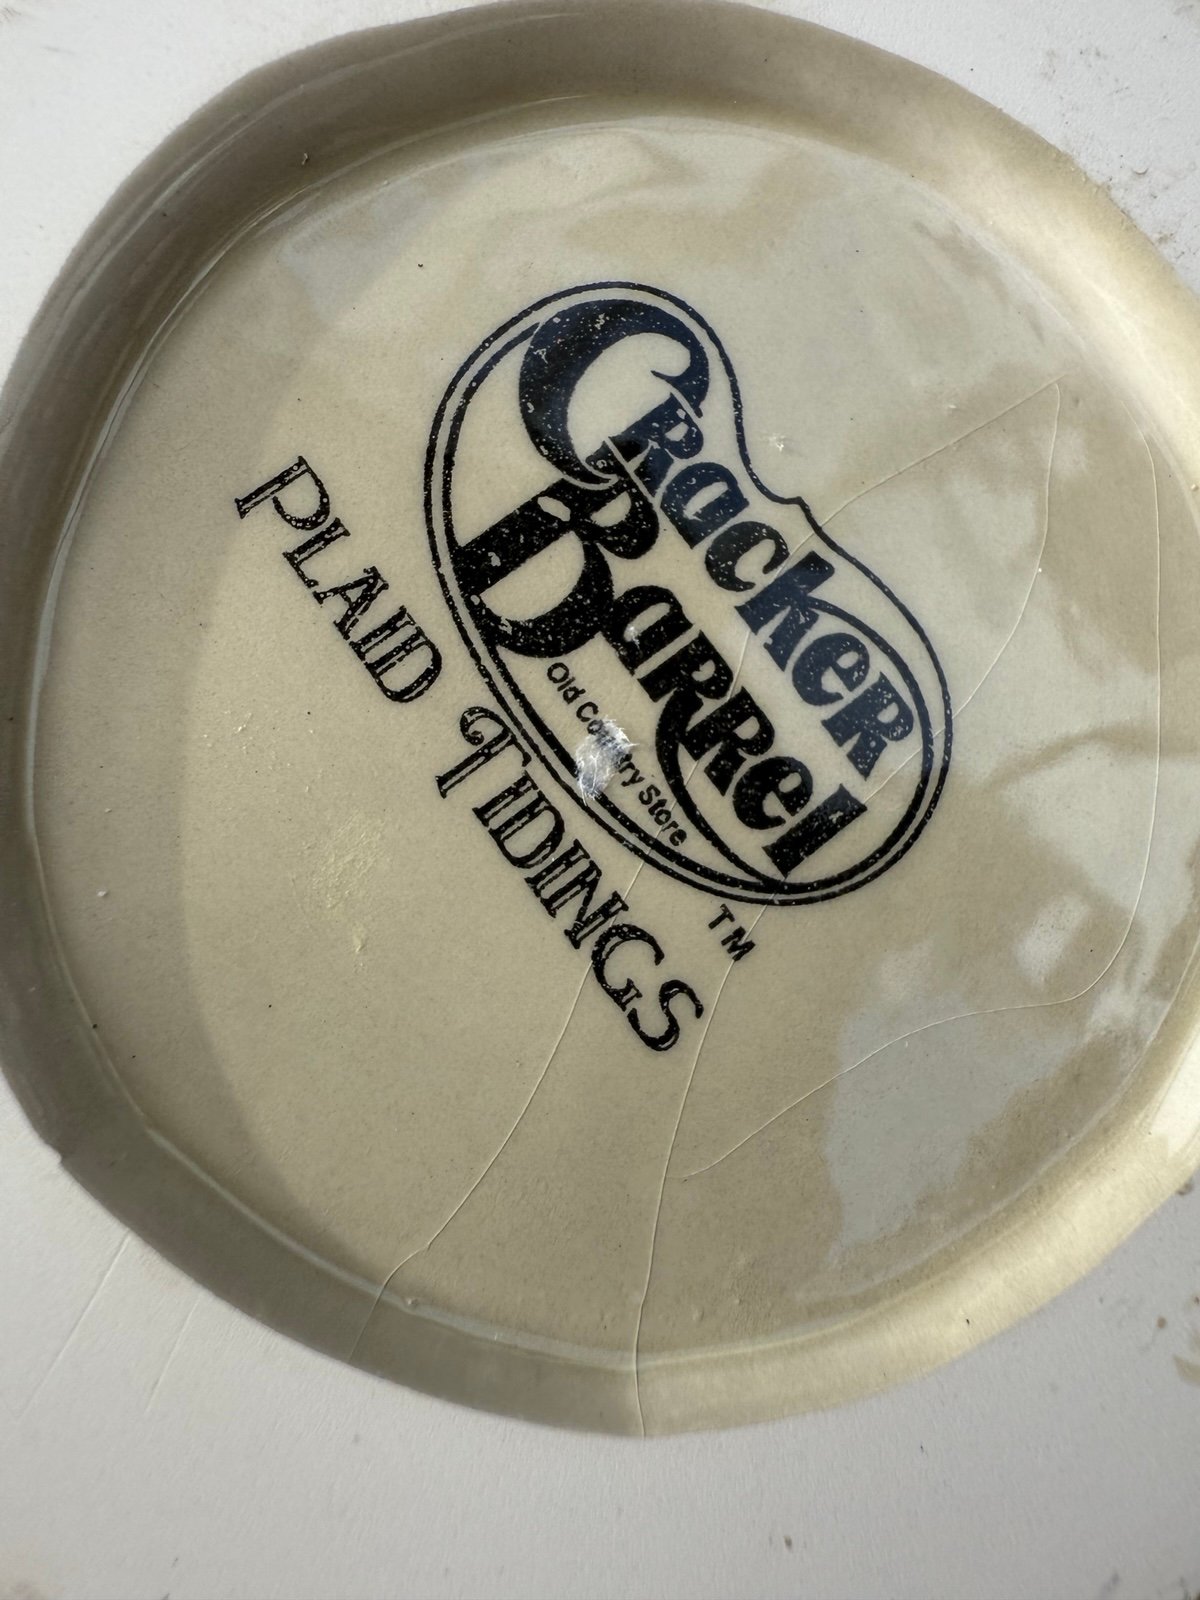 Cracker
Barrel
Old Country Store
TM
PLAID TIDINGS